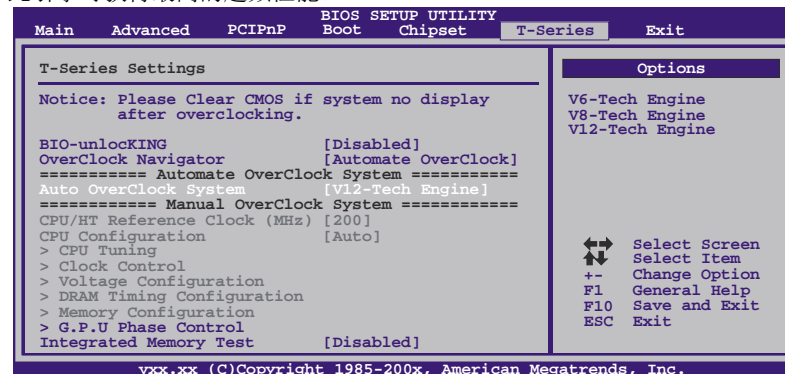 BIOS SETUP UTILITY
Main Advanced PCIPnP Boot Chipset T-Series Exit
T-Series Settings
Notice: Please Clear CMOS if system no display
after overclocking.
BIO-unlocKING [Disabled]
OverClock Navigator [Automate OverClock]
=========== Automate OverClock System ===========
Auto OverClock System [V12-Tech Engine]
============ Manual OverClock System ============
CPU/HT Reference Clock (MHz) [200]
CPU Configuration [Auto]
> CPU Tuning
> Clock Control
> Voltage Configuration
> DRAM Timing Configuration
> Memory Configuration
> G.P.U Phase Control
Integrated Memory Test [Disabled]
Options
V6-Tech Engine
V8-Tech Engine
V12-Tech Engine
Select Screen
Select Item
+- Change Option
F1 General Help
F10 Save and Exit
ESC Exit
vxx.xx (C)Copyright 1985-200x, American Megatrends, Inc.